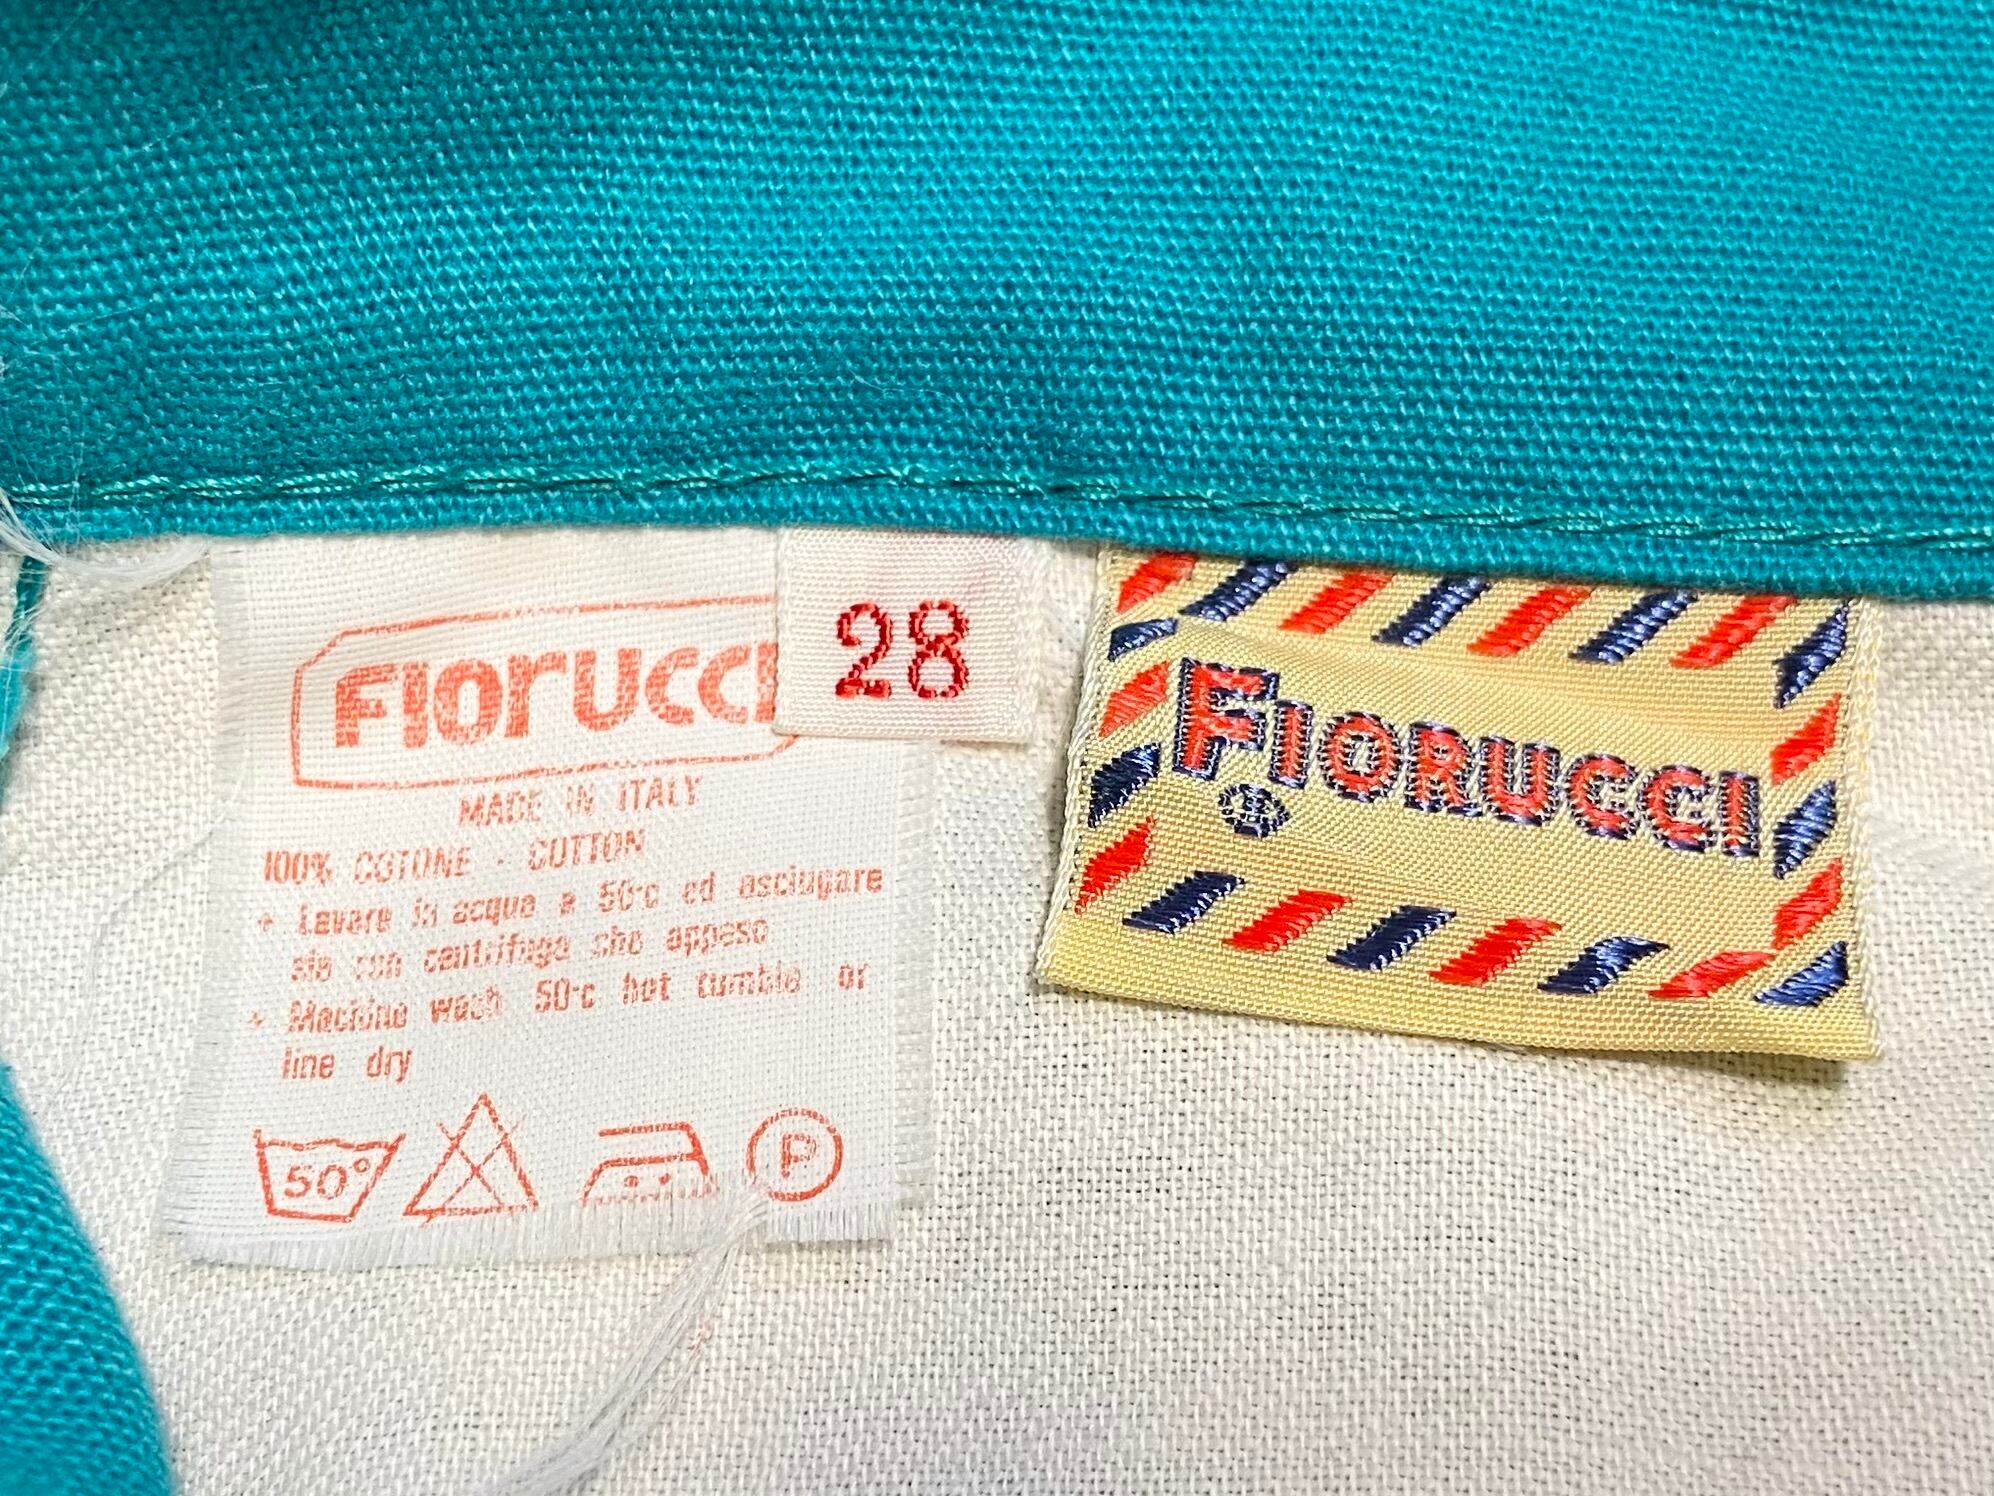 FIORUCCI
28
MADE IN ITALY
100% COTONE - COTTON
+ Lavare in acqua a 50°c ed asciugare
sia con centrifuga che appeso
+ Machine wash 50°c hot tumble or
line dry
50°
P
FIORUCCI
®